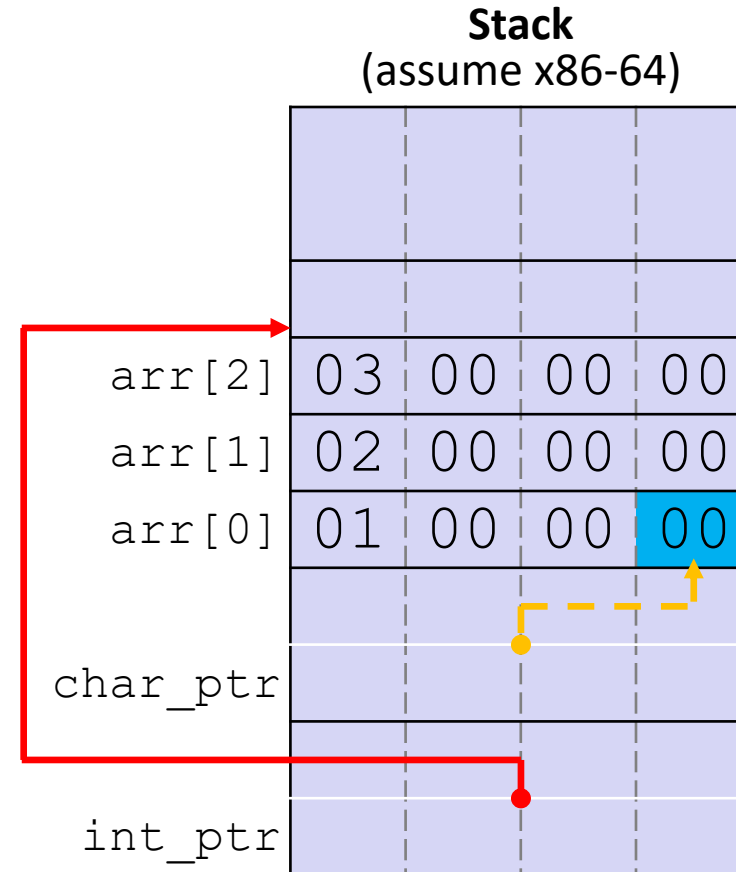 Stack
(assume x86-64)
arr[2] 03 00 00 00
arr[1] 02 00 00 00
arr[0] 01 00 00 00
char_ptr
int_ptr